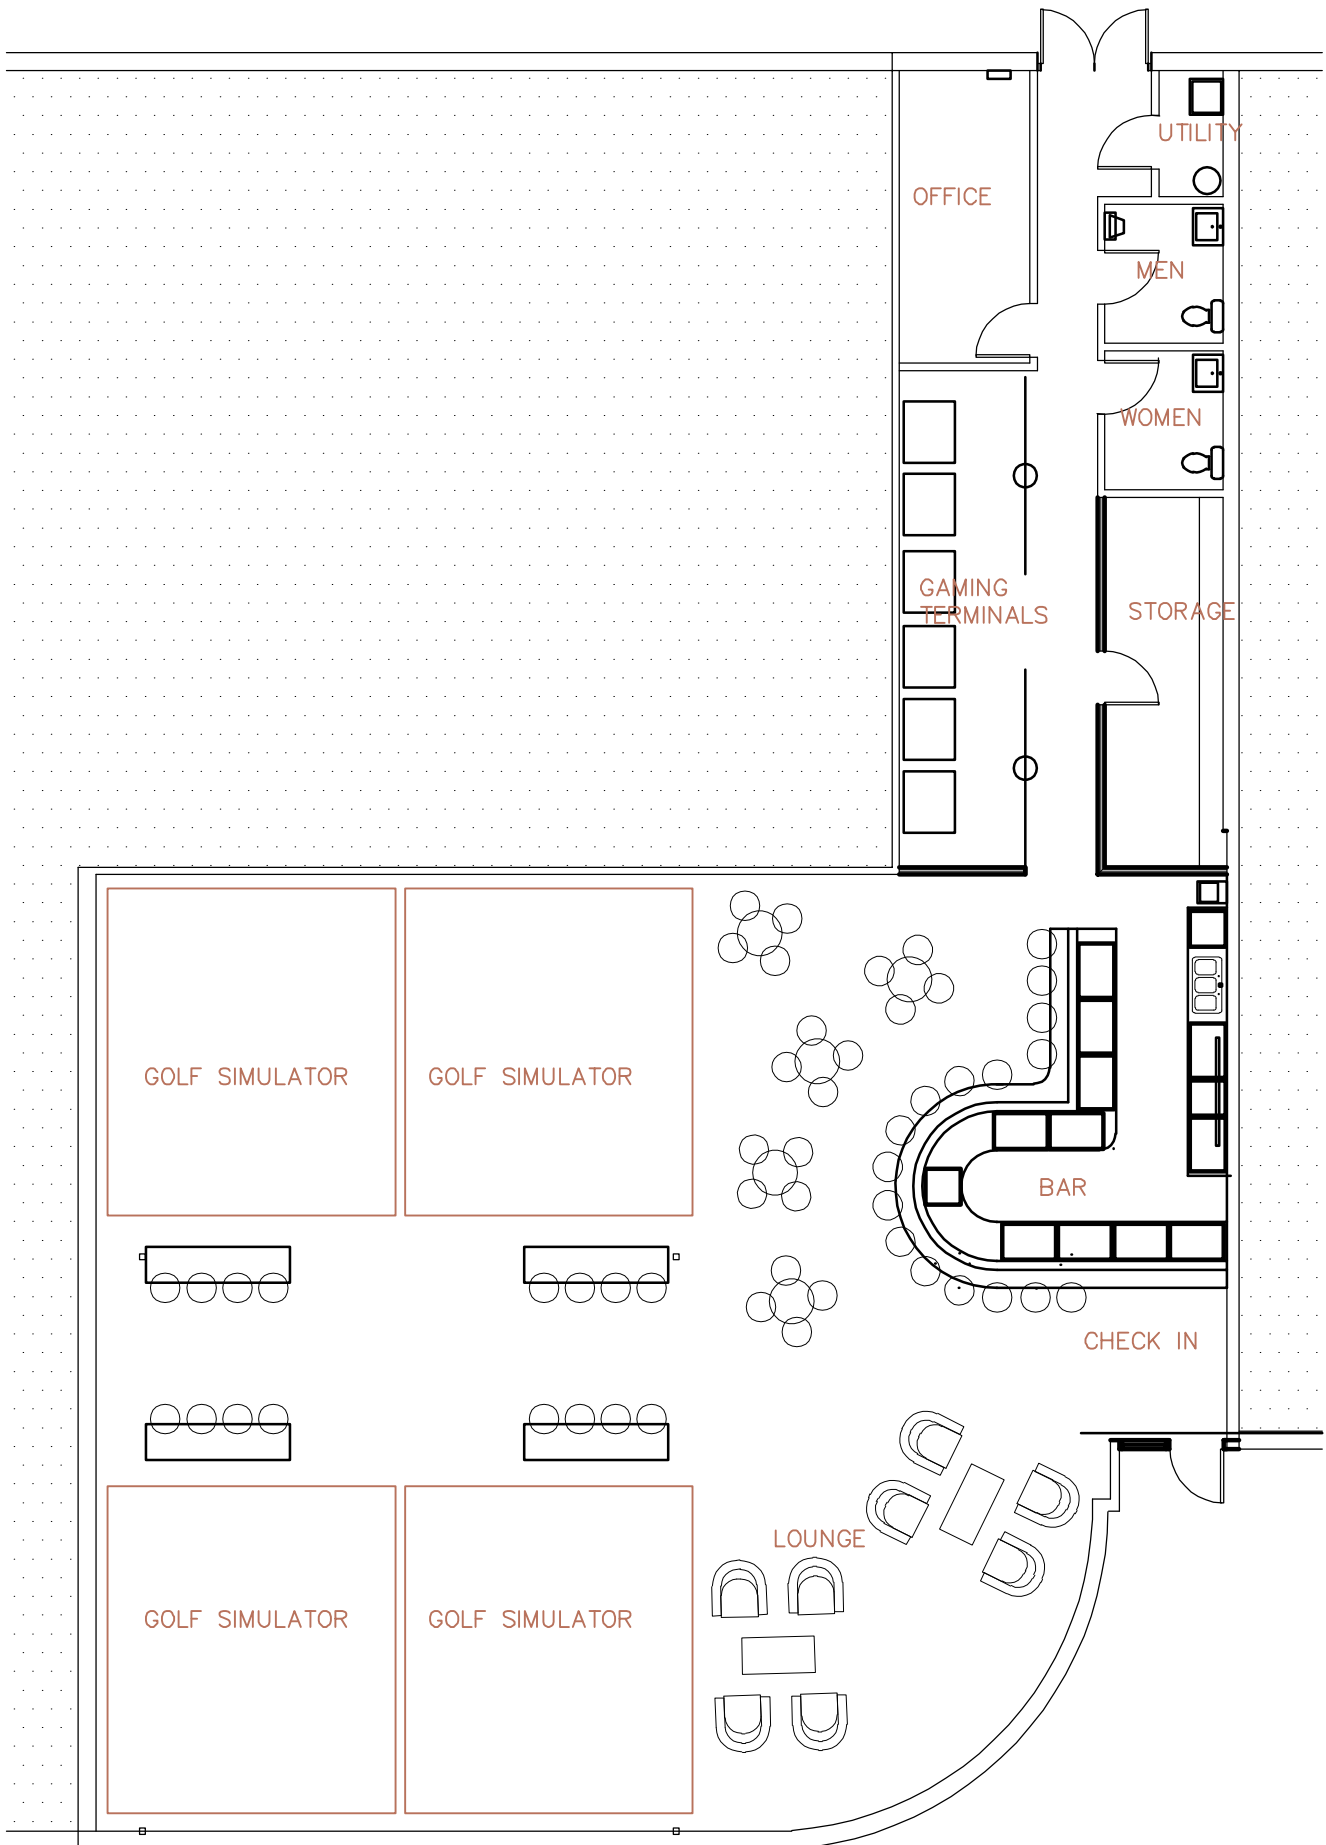 UTILITY
OFFICE
MEN
WOMEN
GAMING
TERMINALS
STORAGE
GOLF SIMULATOR
GOLF SIMULATOR
BAR
CHECK IN
LOUNGE
GOLF SIMULATOR
GOLF SIMULATOR